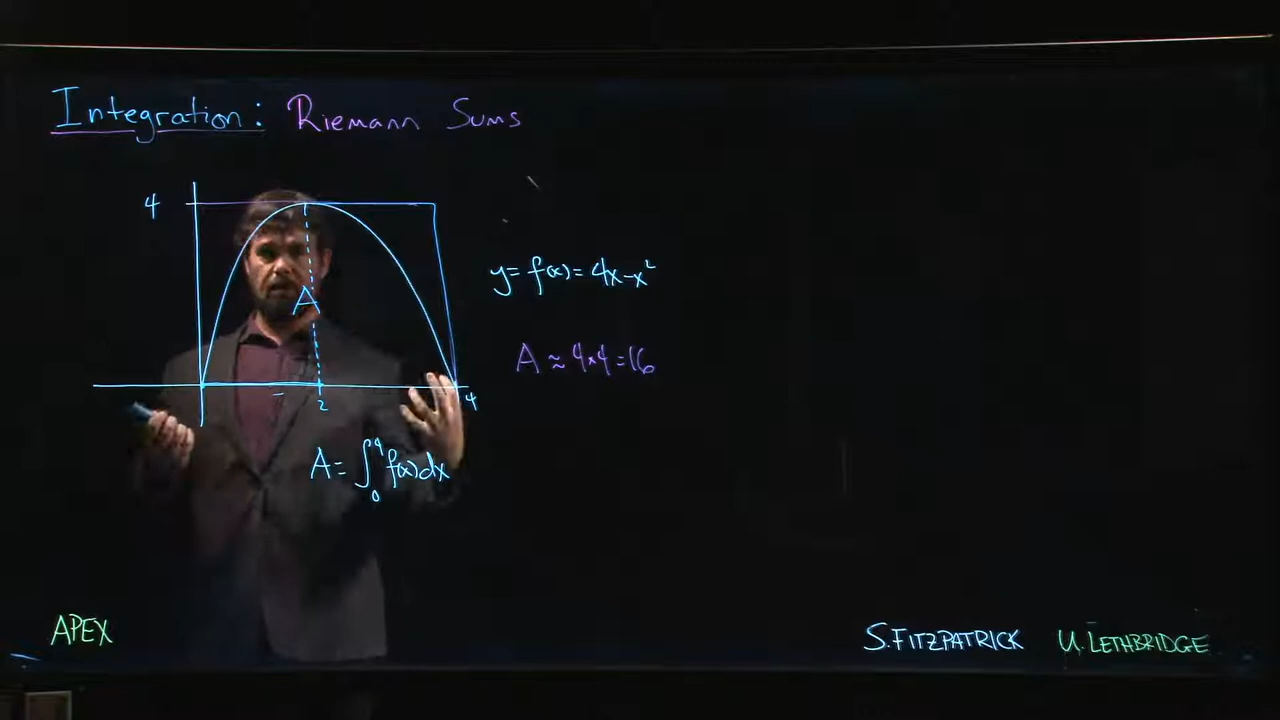 Integration: Riemann Sums
4
y = f(x) = 4x - x²
A
A ≈ 4×4 = 16
2
4
A = ∫₀⁴ f(x) dx
APEX
S. FITZPATRICK U. LETHBRIDGE